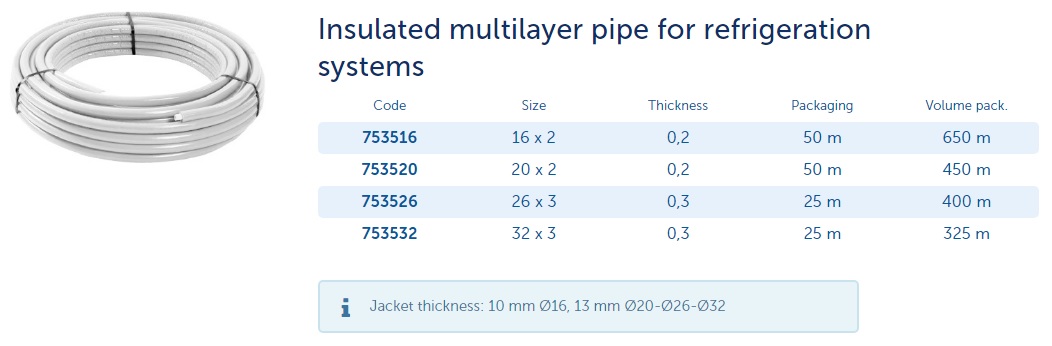 Insulated multilayer pipe for refrigeration
systems
Code Size Thickness Packaging Volume pack.
753516 16 x 2 0,2 50 m 650 m
753520 20 x 2 0,2 50 m 450 m
753526 26 x 3 0,3 25 m 400 m
753532 32 x 3 0,3 25 m 325 m
Jacket thickness: 10 mm Ø16, 13 mm Ø20-Ø26-Ø32